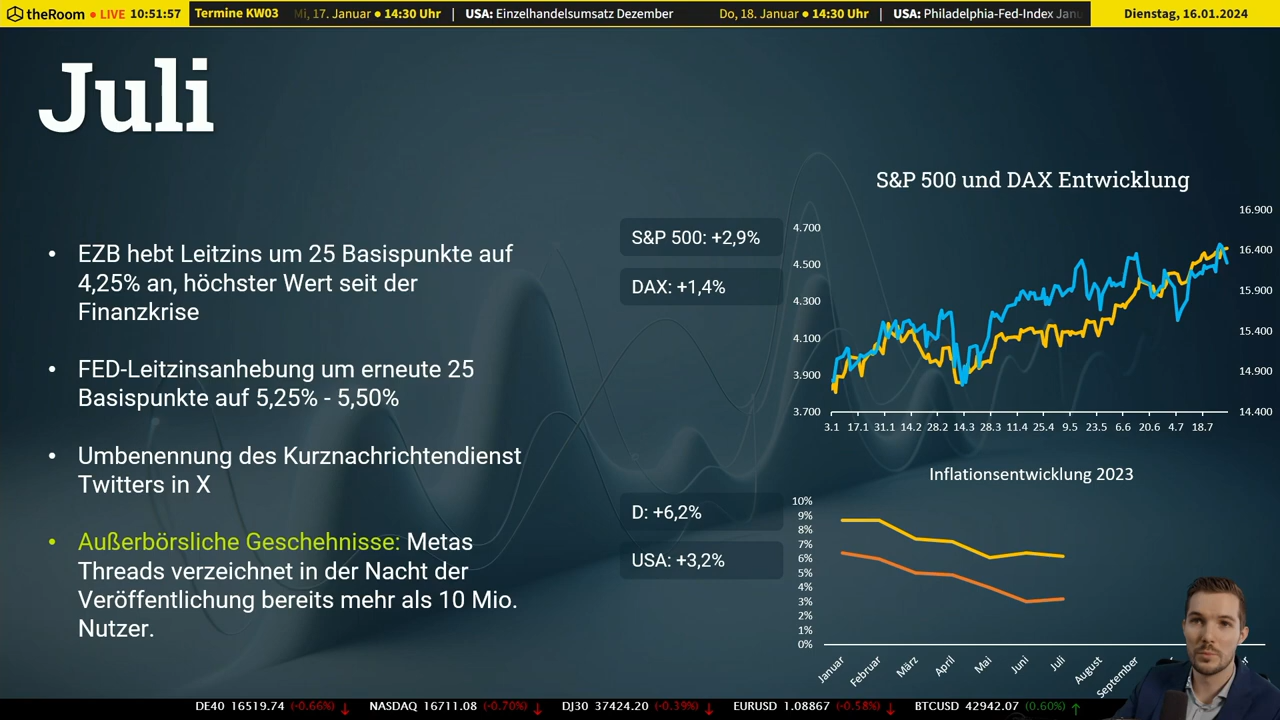 theRoom • LIVE 10:51:57
Termine KW03
Mi, 17. Januar • 14:30 Uhr | USA: Einzelhandelsumsatz Dezember
Do, 18. Januar • 14:30 Uhr | USA: Philadelphia-Fed-Index
Dienstag, 16.01.2024
Juli
• EZB hebt Leitzins um 25 Basispunkte auf
4,25% an, höchster Wert seit der
Finanzkrise
• FED-Leitzinsanhebung um erneute 25
Basispunkte auf 5,25% - 5,50%
• Umbenennung des Kurznachrichtendienst
Twitters in X
• Außerbörsliche Geschehnisse: Metas
Threads verzeichnet in der Nacht der
Veröffentlichung bereits mehr als 10 Mio.
Nutzer.
S&P 500: +2,9%
DAX: +1,4%
S&P 500 und DAX Entwicklung
4.700
4.500
4.300
4.100
3.900
3.700
16.900
16.400
15.900
15.400
14.900
14.400
3.1 17.1 31.1 14.2 28.2 14.3 28.3 11.4 25.4 9.5 23.5 6.6 20.6 4.7 18.7
D: +6,2%
USA: +3,2%
Inflationsentwicklung 2023
10%
9%
8%
7%
6%
5%
4%
3%
2%
1%
0%
Januar Februar März April Mai Juni Juli August September
DE40 16519.74 (-0.66%) ↓ NASDAQ 16711.08 (-0.70%) ↓ DJ30 37424.20 (-0.39%) ↓ EURUSD 1.08867 (-0.58%) ↓ BTCUSD 42942.07 (0.60%) ↑